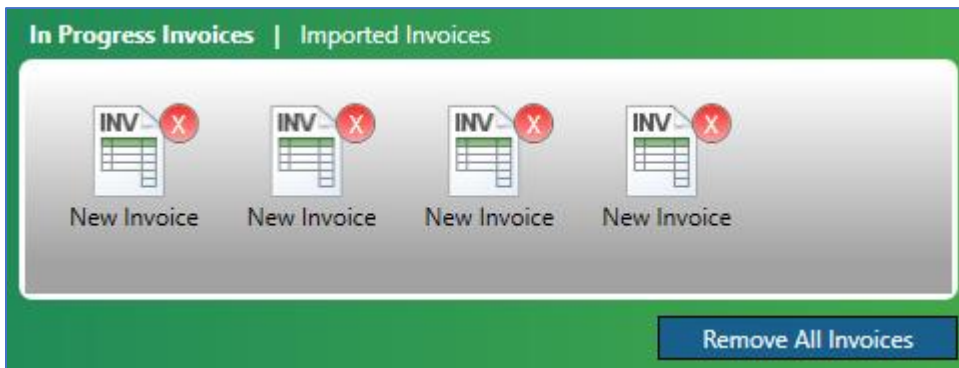 In Progress Invoices | Imported Invoices
INV X INV X INV X INV X
New Invoice New Invoice New Invoice New Invoice
Remove All Invoices